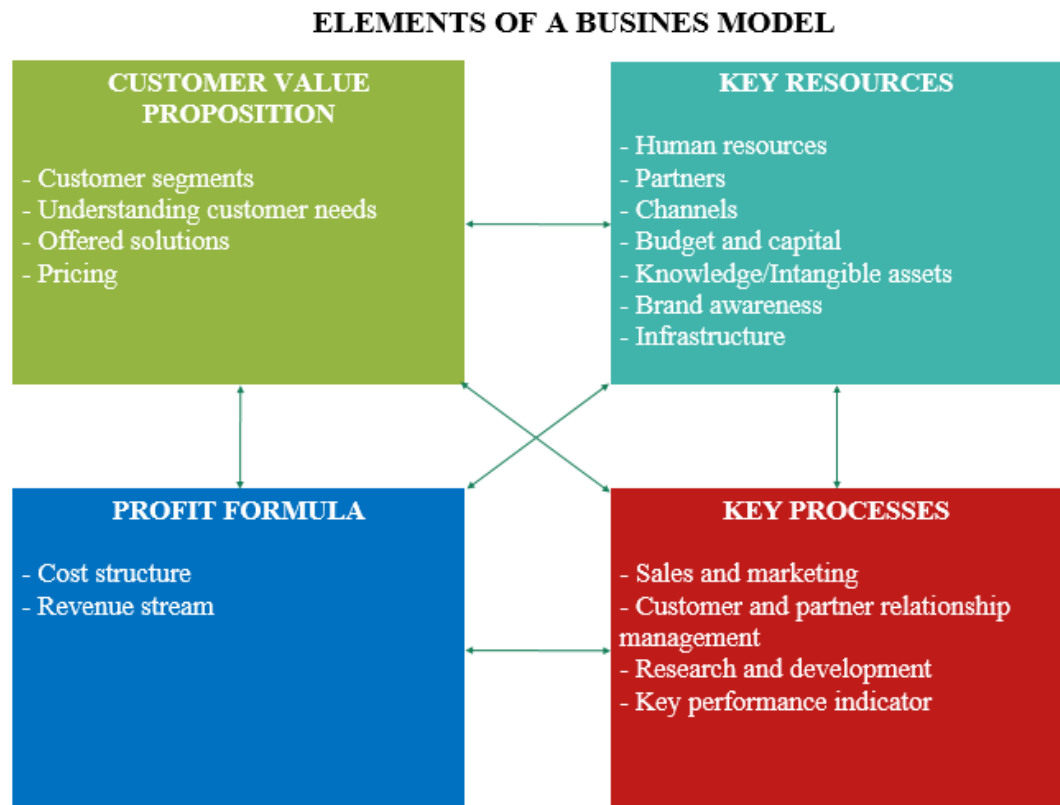 ELEMENTS OF A BUSINES MODEL
CUSTOMER VALUE
PROPOSITION
- Customer segments
- Understanding customer needs
- Offered solutions
- Pricing
KEY RESOURCES
- Human resources
- Partners
- Channels
- Budget and capital
- Knowledge/Intangible assets
- Brand awareness
- Infrastructure
PROFIT FORMULA
- Cost structure
- Revenue stream
KEY PROCESSES
- Sales and marketing
- Customer and partner relationship
management
- Research and development
- Key performance indicator